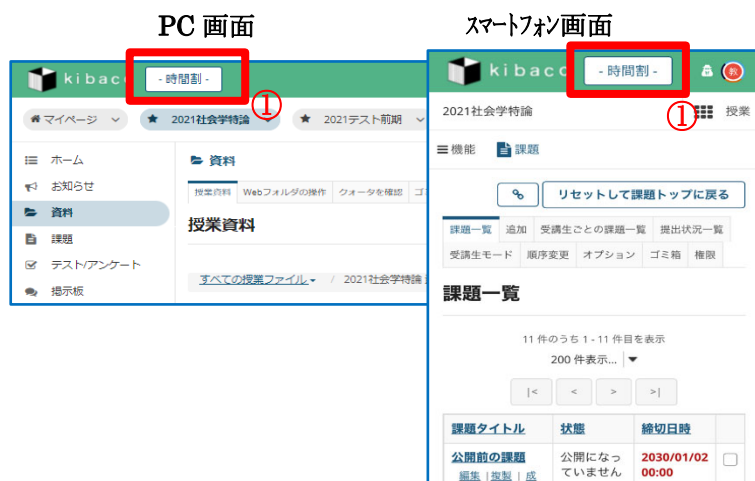 PC 画面
kibac
- 時間割 -
①
マイページ
2021社会学特論
2021テスト前期
ホーム
お知らせ
資料
課題
テスト/アンケート
掲示板
資料
授業資料 Webフォルダの操作 クォータを確認 ゴ
授業資料
すべての授業ファイル / 2021社会学特論
スマートフォン画面
kibac
- 時間割 -
教
①
2021社会学特論
授業
機能 課題
リセットして課題トップに戻る
課題一覧 追加 受講生ごとの課題一覧 提出状況一覧
受講生モード 順序変更 オプション ゴミ箱 権限
課題一覧
11 件のうち 1 - 11 件目を表示
200 件表示...
|< < > >|
課題タイトル 状態 締切日時
公開前の課題 公開になっ 2030/01/02
編集 | 複製 | 成 ていません 00:00